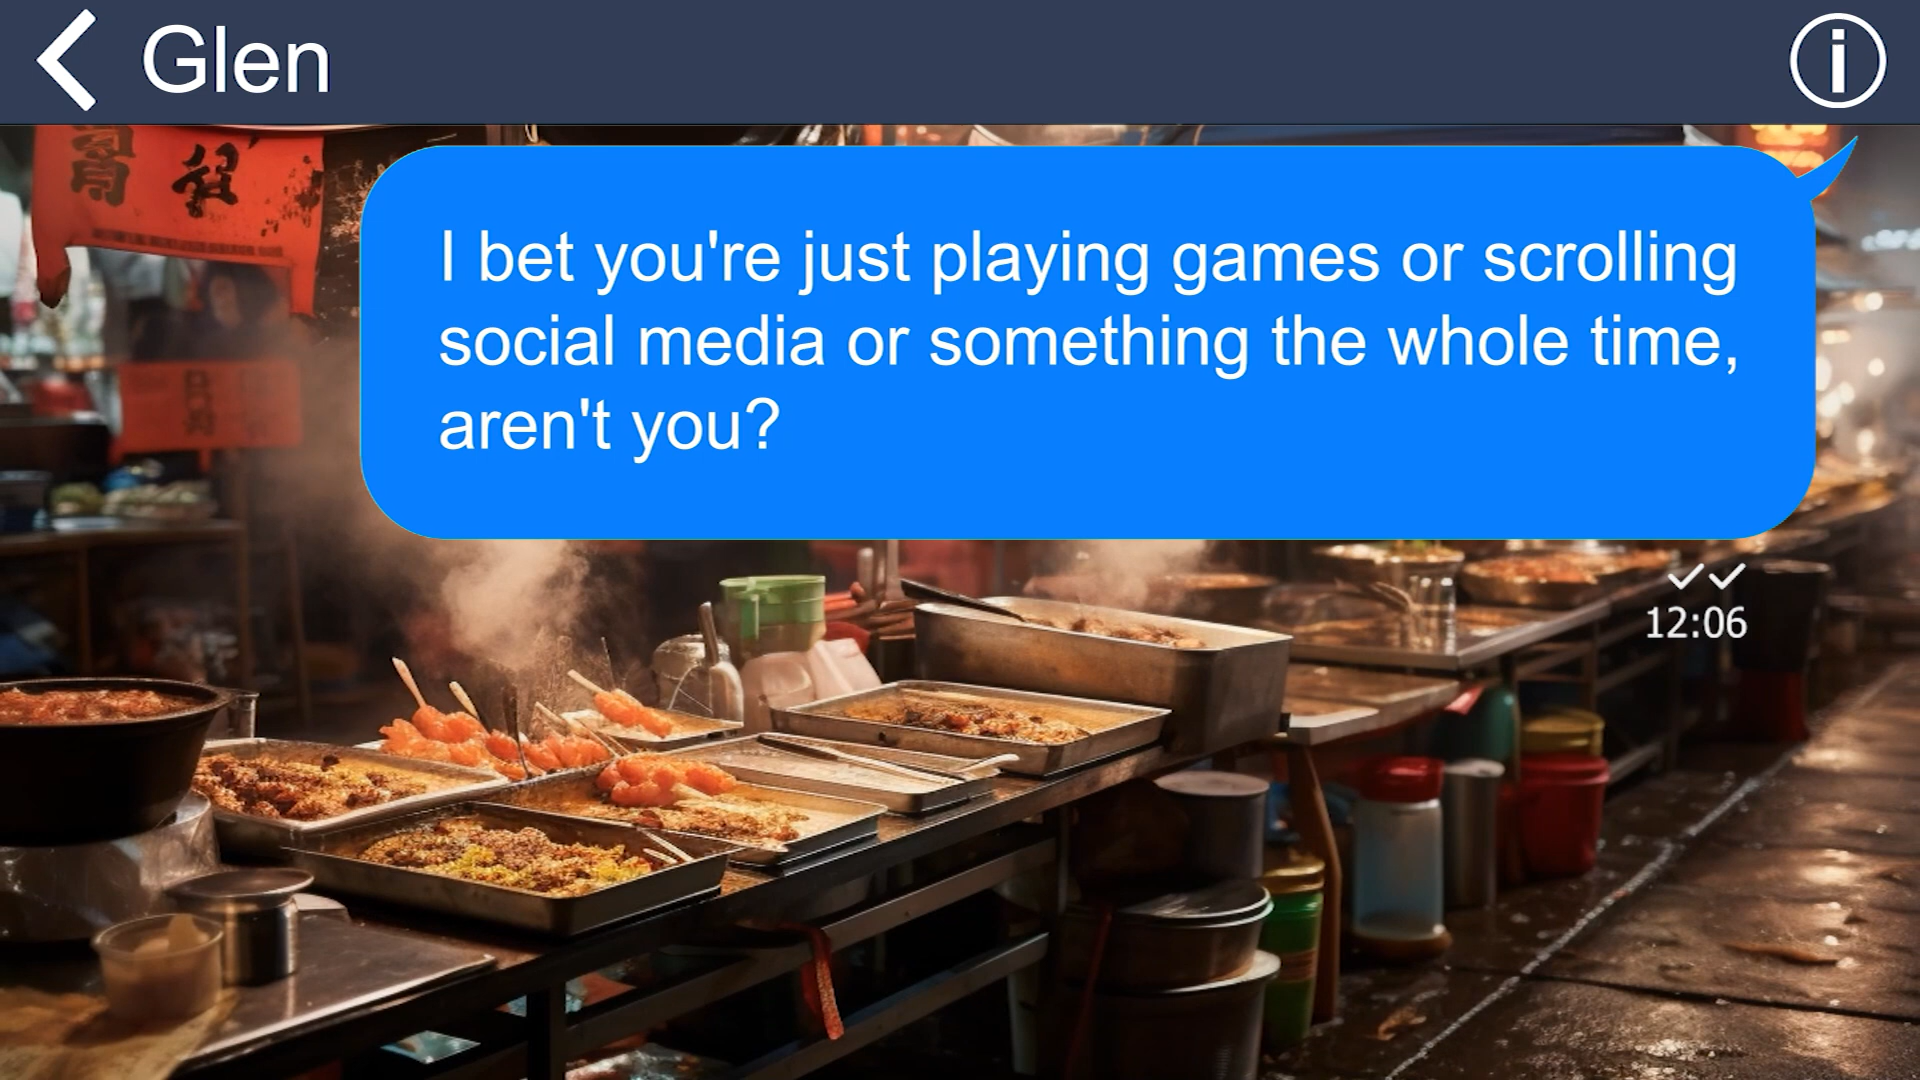 Glen
I bet you're just playing games or scrolling
social media or something the whole time,
aren't you?
12:06